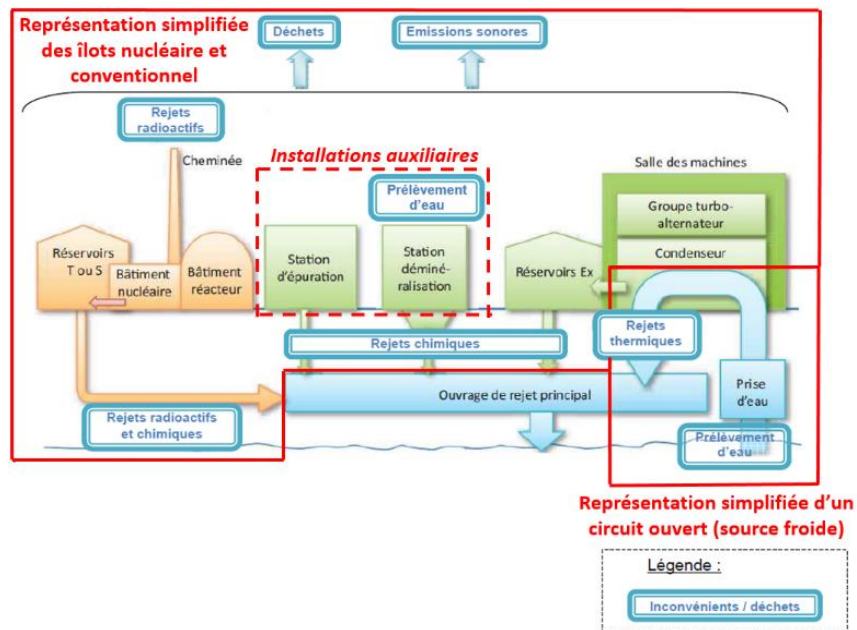 Représentation simplifiée
des îlots nucléaire et
conventionnel
Déchets
Emissions sonores
Rejets
radioactifs
Cheminée
Installations auxiliaires
Prélèvement
d'eau
Salle des machines
Groupe turbo-
alternateur
Condenseur
Réservoirs
T ou S
Bâtiment
nucléaire
Bâtiment
réacteur
Station
d'épuration
Station
déminé-
ralisation
Réservoirs Ex
Rejets chimiques
Rejets
thermiques
Ouvrage de rejet principal
Prise
d'eau
Rejets radioactifs
et chimiques
Prélèvement
d'eau
Représentation simplifiée d'un
circuit ouvert (source froide)
Légende :
Inconvénients / déchets